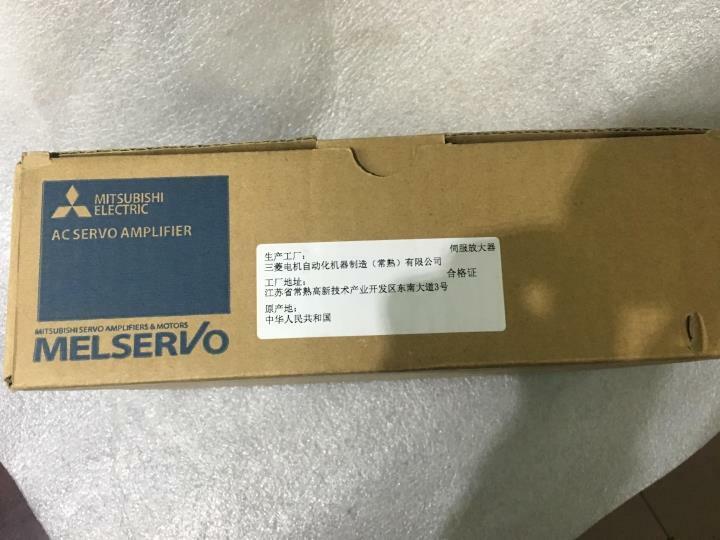 MITSUBISHI
ELECTRIC
AC SERVO AMPLIFIER
MITSUBISHI SERVO AMPLIFIERS & MOTORS
MELSERVO
伺服放大器
生产工厂：
三菱电机自动化机器制造（常熟）有限公司
合格证
工厂地址：
江苏省常熟高新技术产业开发区东南大道3号
原产地：
中华人民共和国